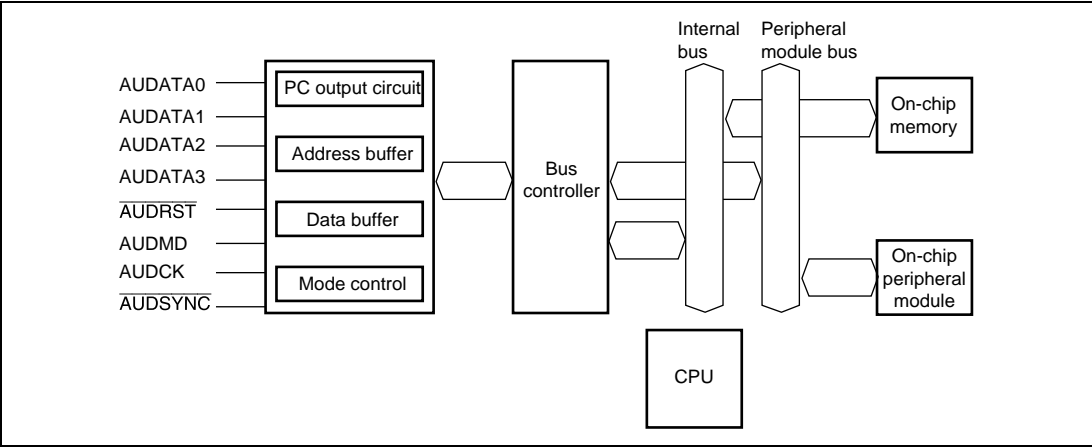 Internal
bus
Peripheral
module bus
AUDATA0
AUDATA1
AUDATA2
AUDATA3
AUDRST
AUDMD
AUDCK
AUDSYNC
PC output circuit
Address buffer
Data buffer
Mode control
Bus
controller
On-chip
memory
On-chip
peripheral
module
CPU